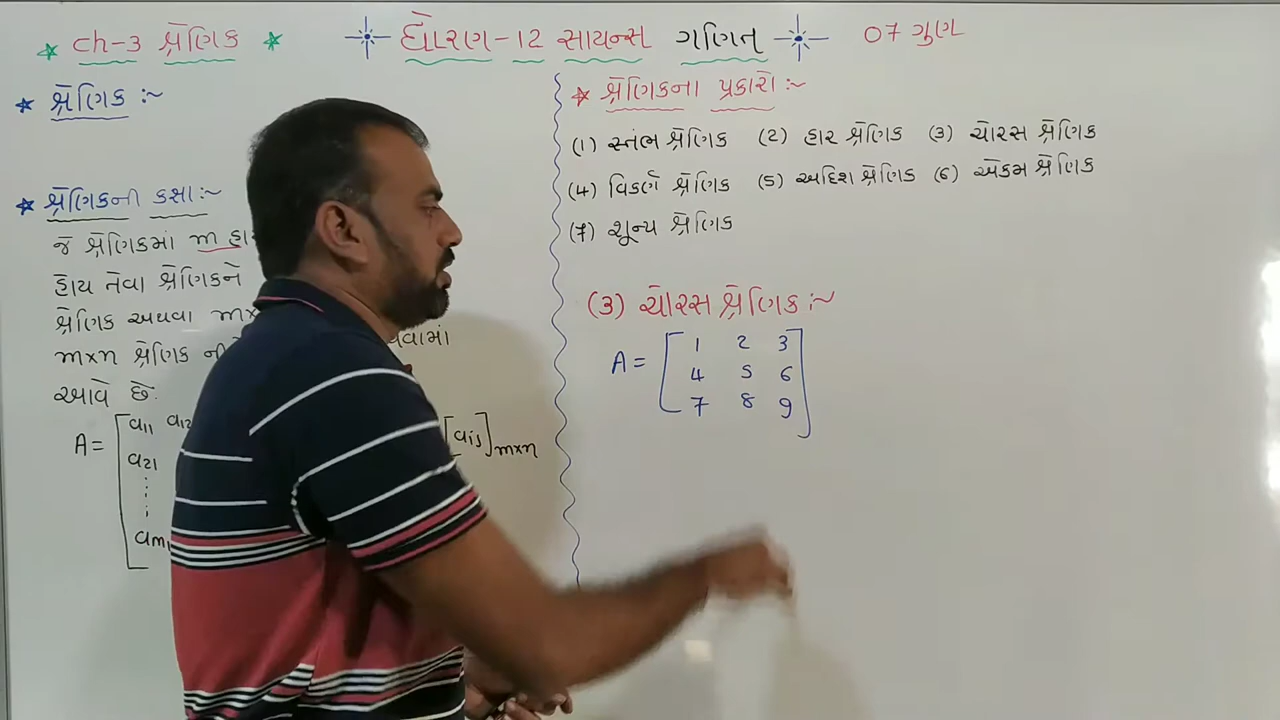 * ch-3 શ્રેણિક * ધોરણ-12 સાયન્સ ગણિત 07 ગુણ
* શ્રેણિક :~
* શ્રેણિકની કક્ષા:~
જે શ્રેણિકમાં m
હોય તેવા શ્રેણિકને
શ્રેણિક અથવા
m×n શ્રેણિક
આવે છે.
A = [ a11 a12
a21
⋮
[aij]m×n
* શ્રેણિકના પ્રકારો:~
(1) સ્તંભ શ્રેણિક (2) હાર શ્રેણિક (3) ચોરસ શ્રેણિક
(4) વિકર્ણ શ્રેણિક (5) અદિશ શ્રેણિક (6) એકમ શ્રેણિક
(7) શૂન્ય શ્રેણિક
(3) ચોરસ શ્રેણિક:~
A = [ 1 2 3
4 5 6
7 8 9 ]